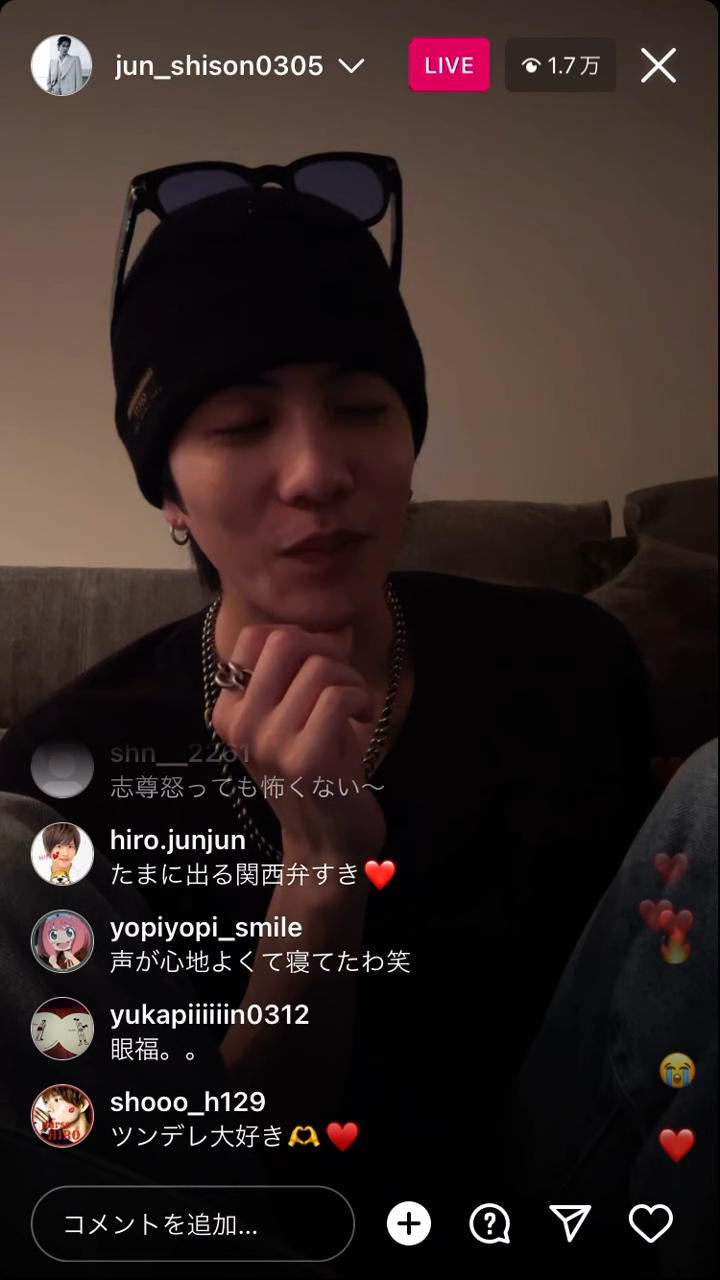 jun_shison0305
LIVE
1.7万
shn__2261
志尊怒っても怖くない〜
hiro.junjun
たまに出る関西弁すき❤️
yopiyopi_smile
声が心地よくて寝てたわ笑
yukapiiiiiin0312
眼福。。
shooo_h129
ツンデレ大好き🫶❤️
コメントを追加...